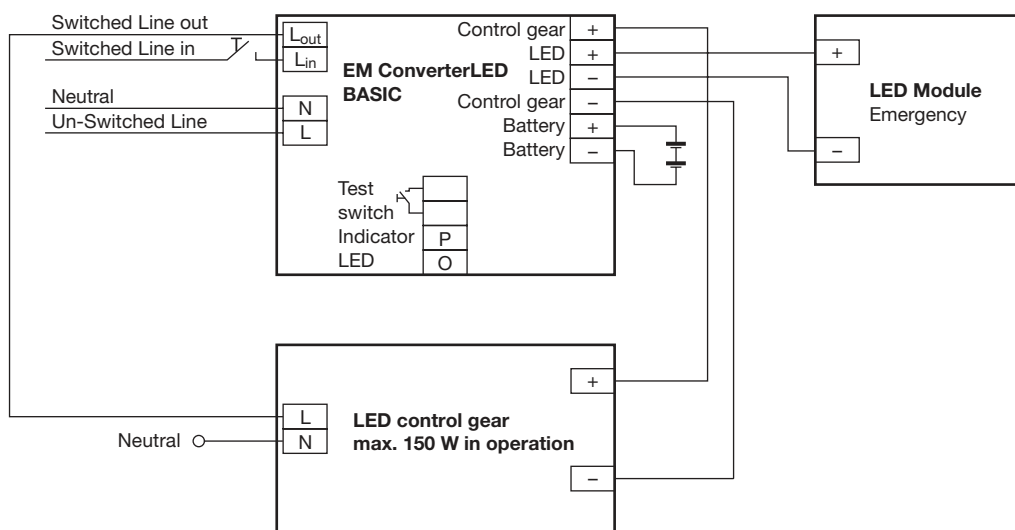 Switched Line out
Switched Line in
Neutral
Un-Switched Line
Lout
Lin
N
L
EM ConverterLED
BASIC
Control gear +
LED +
LED −
Control gear −
Battery +
Battery −
Test
switch
Indicator P
LED O
+
−
LED Module
Emergency
L
N
Neutral
LED control gear
max. 150 W in operation
+
−